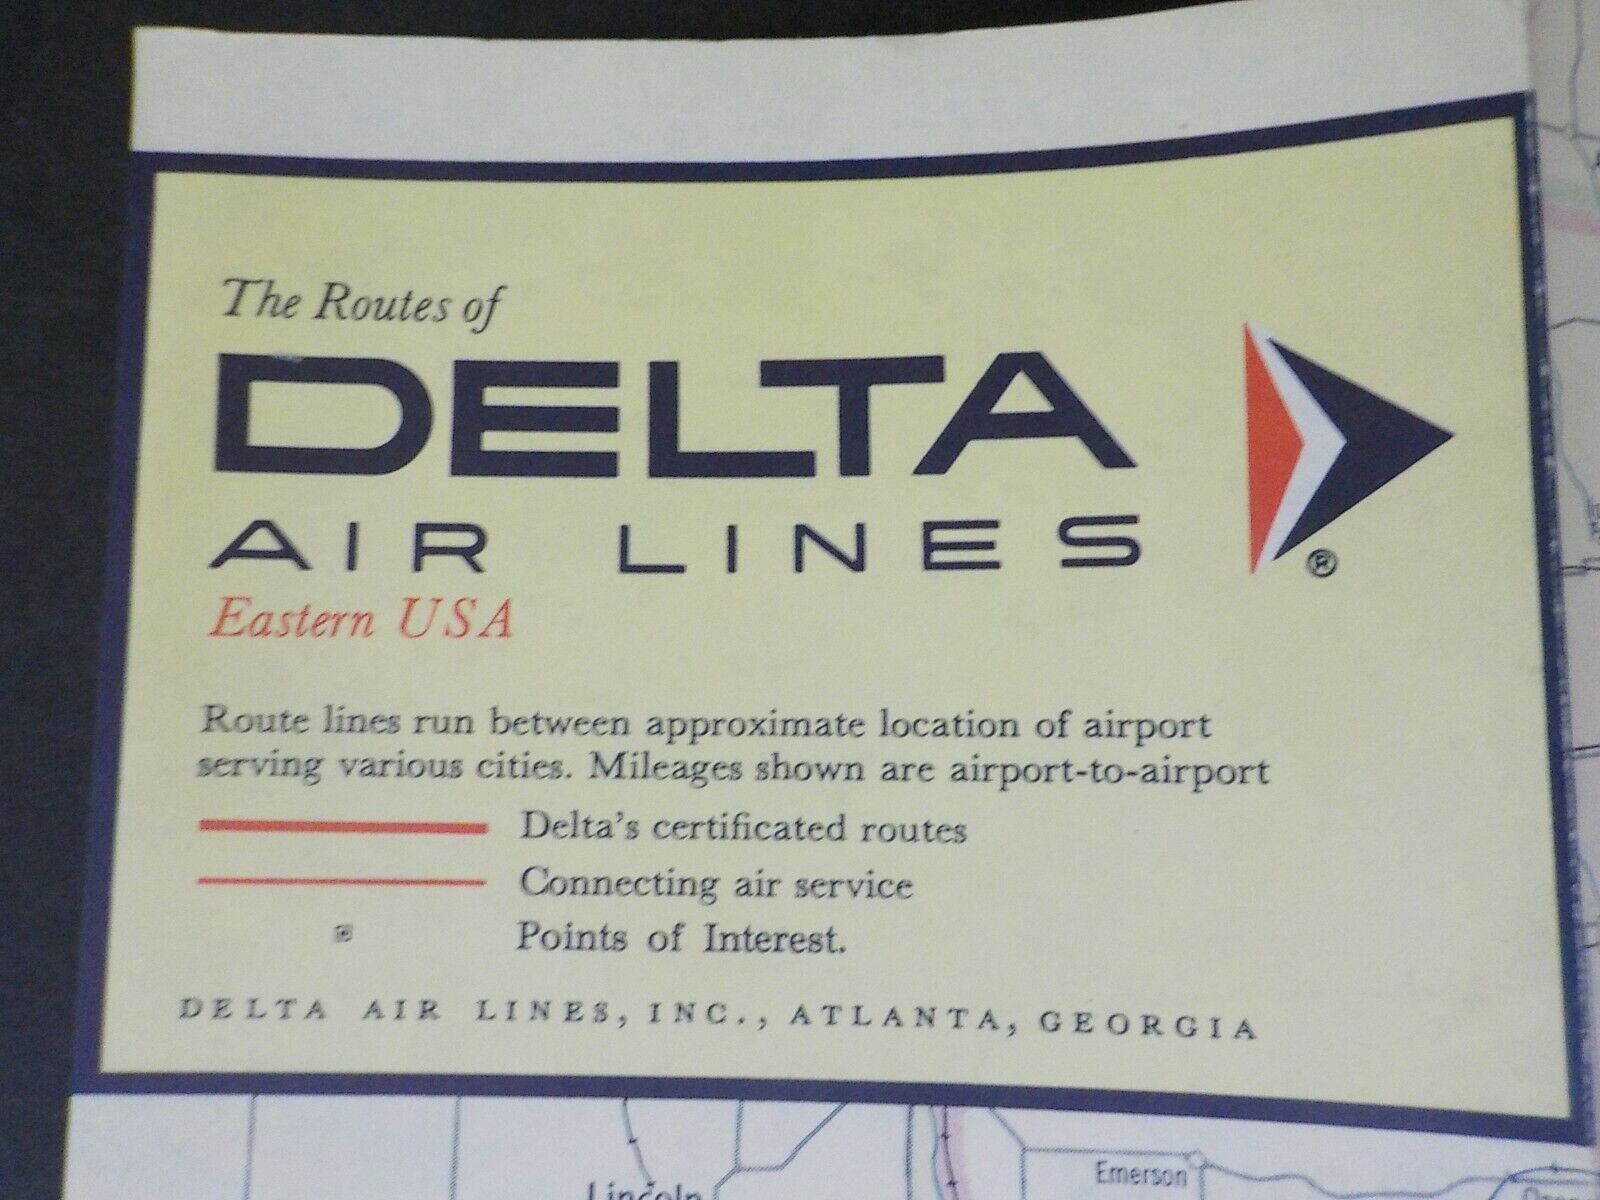 The Routes of
DELTA
AIR LINES
®
Eastern USA
Route lines run between approximate location of airport
serving various cities. Mileages shown are airport-to-airport
Delta's certificated routes
Connecting air service
Points of Interest.
DELTA AIR LINES, INC., ATLANTA, GEORGIA
Emerson
Lincoln